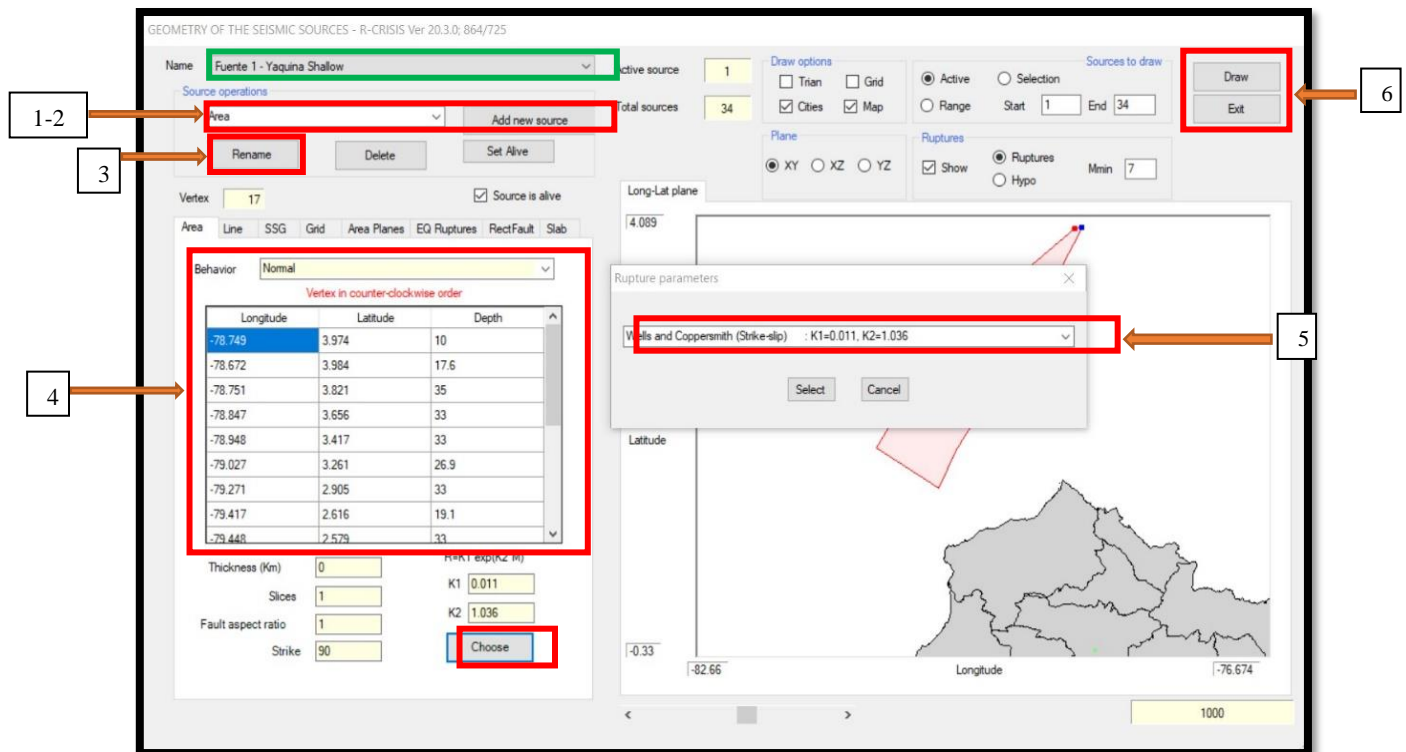 GEOMETRY OF THE SEISMIC SOURCES - R-CRISIS Ver 20.3.0; 864/725
Name Fuente 1 - Yaquina Shallow
Source operations
Area Add new source
Rename Delete Set Alive
Vertex 17 Source is alive
Active source 1
Total sources 34
Draw options
Trian Grid
Cities Map
Sources to draw
Active Selection
Range Start 1 End 34
Draw
Exit
Plane
XY XZ YZ
Ruptures
Show Ruptures Mmin 7
Hypo
1-2
3
4
5
6
Area Line SSG Grid Area Planes EQ Ruptures RectFault Slab
Behavior Normal
Vertex in counter-clockwise order
Longitude Latitude Depth
-78.749 3.974 10
-78.672 3.984 17.6
-78.751 3.821 35
-78.847 3.656 33
-78.948 3.417 33
-79.027 3.261 26.9
-79.271 2.905 33
-79.417 2.616 19.1
-79.448 2.579 33
Thickness (Km) 0
Slices 1
Fault aspect ratio 1
Strike 90
R=K1 exp(K2 M)
K1 0.011
K2 1.036
Choose
Long-Lat plane
4.089
Rupture parameters
Wells and Coppersmith (Strike-slip) : K1=0.011, K2=1.036
Select Cancel
Latitude
-0.33
-82.66 Longitude -76.674
1000